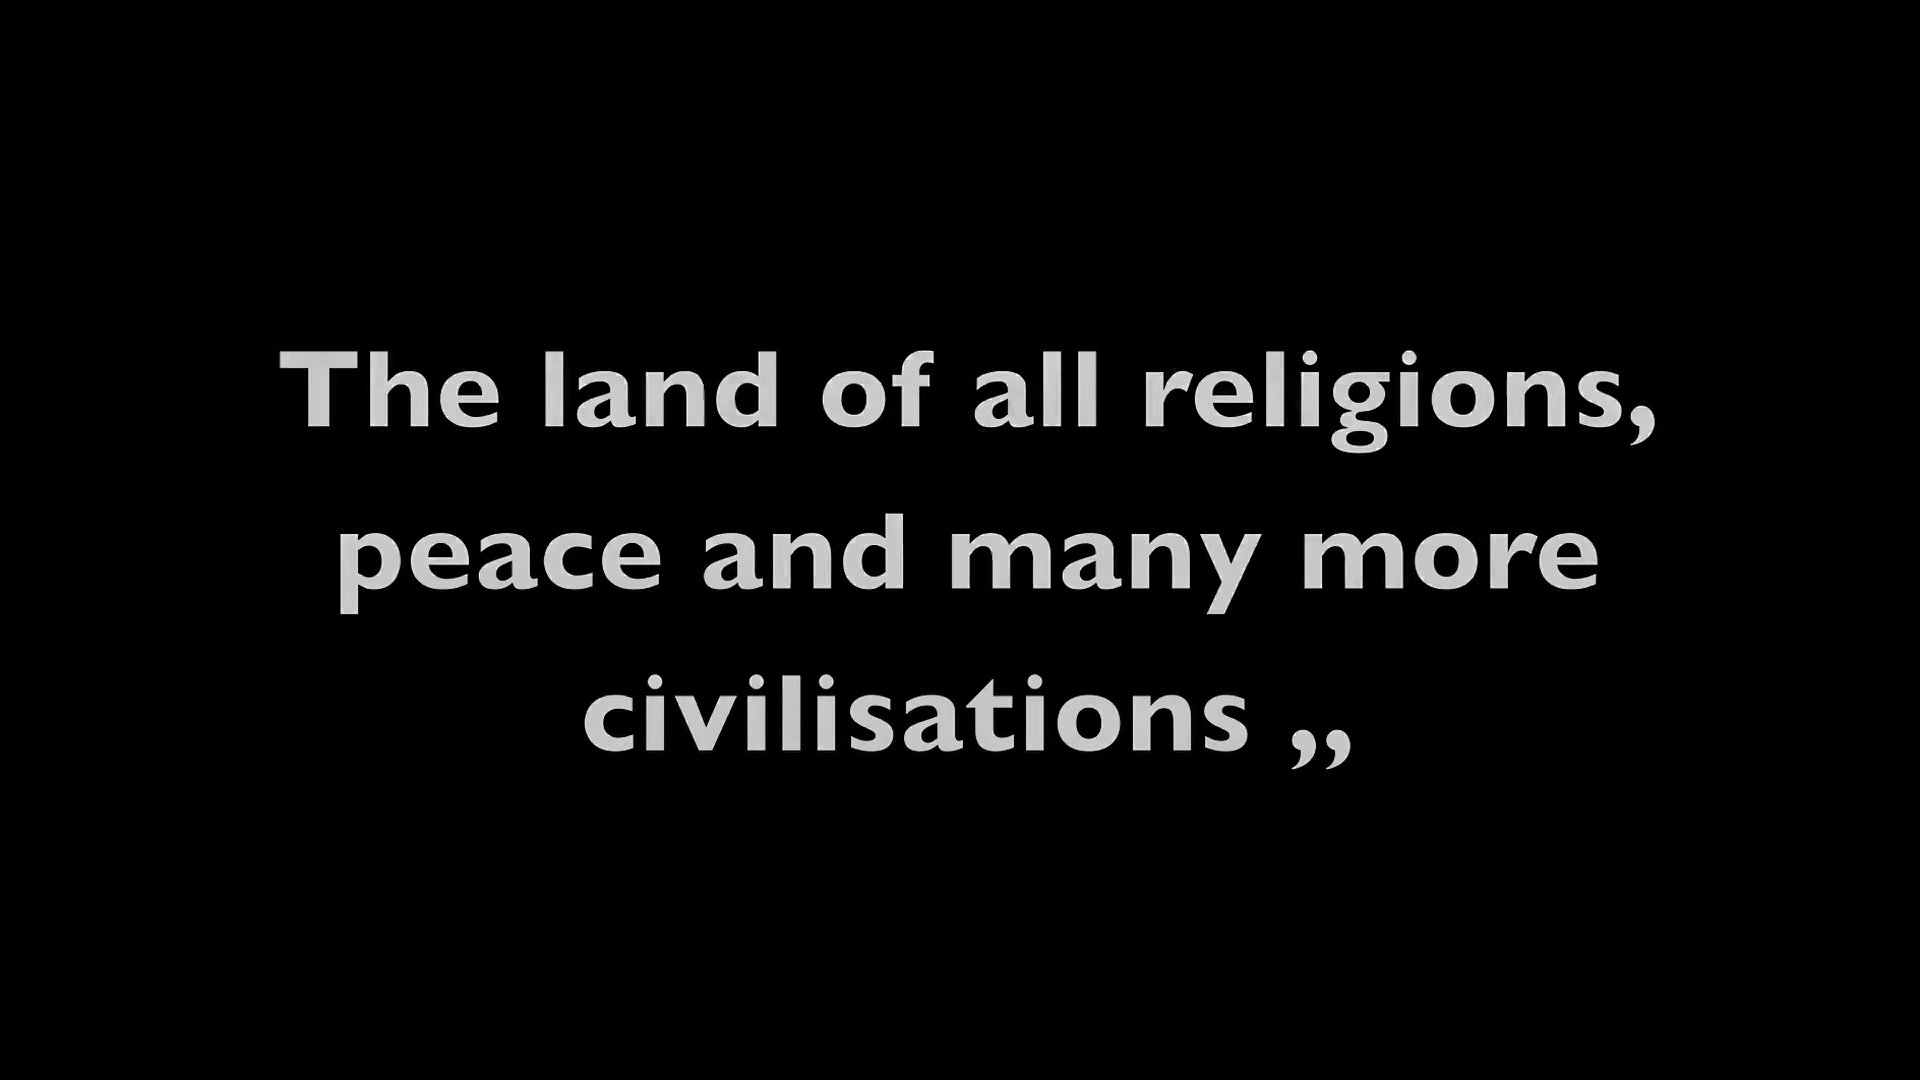 The land of all religions,
peace and many more
civilisations ,,